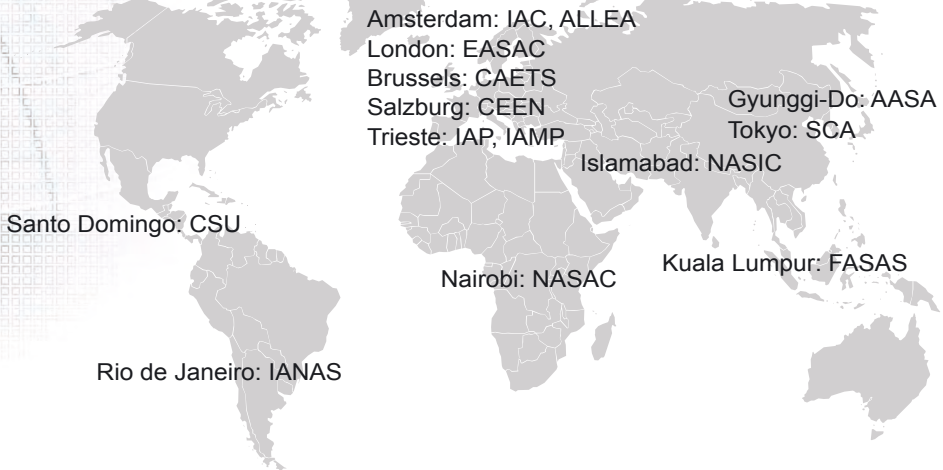 Amsterdam: IAC, ALLEA
London: EASAC
Brussels: CAETS
Salzburg: CEEN
Trieste: IAP, IAMP
Gyunggi-Do: AASA
Tokyo: SCA
Islamabad: NASIC
Santo Domingo: CSU
Nairobi: NASAC
Kuala Lumpur: FASAS
Rio de Janeiro: IANAS